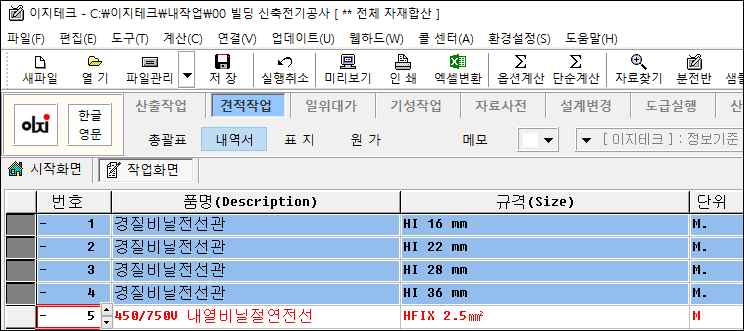 이지테크 - C:￦이지테크￦내작업￦00 빌딩 신축전기공사 [ ** 전체 자재합산 ]
파일(F) 편집(E) 도구(T) 계산(C) 연결(V) 업데이트(U) 웹하드(W) 콜 센터(A) 환경설정(S) 도움말(H)
새파일 열 기 파일관리 저 장 실행취소 미리보기 인 쇄 엑셀변환 옵션계산 단순계산 자료찾기 분전반
산출작업 견적작업 일위대가 기성작업 자료사전 설계변경 도급실행
이지 한글
영문
총괄표 내역서 표 지 원 가 메모 [ 이지테크 ] : 정보기준
시작화면 작업화면
번호 품명(Description) 규격(Size) 단위
- 1 경질비닐전선관 HI 16 mm M.
- 2 경질비닐전선관 HI 22 mm M.
- 3 경질비닐전선관 HI 28 mm M.
- 4 경질비닐전선관 HI 36 mm M.
- 5 450/750V 내열비닐절연전선 HFIX 2.5㎟ M